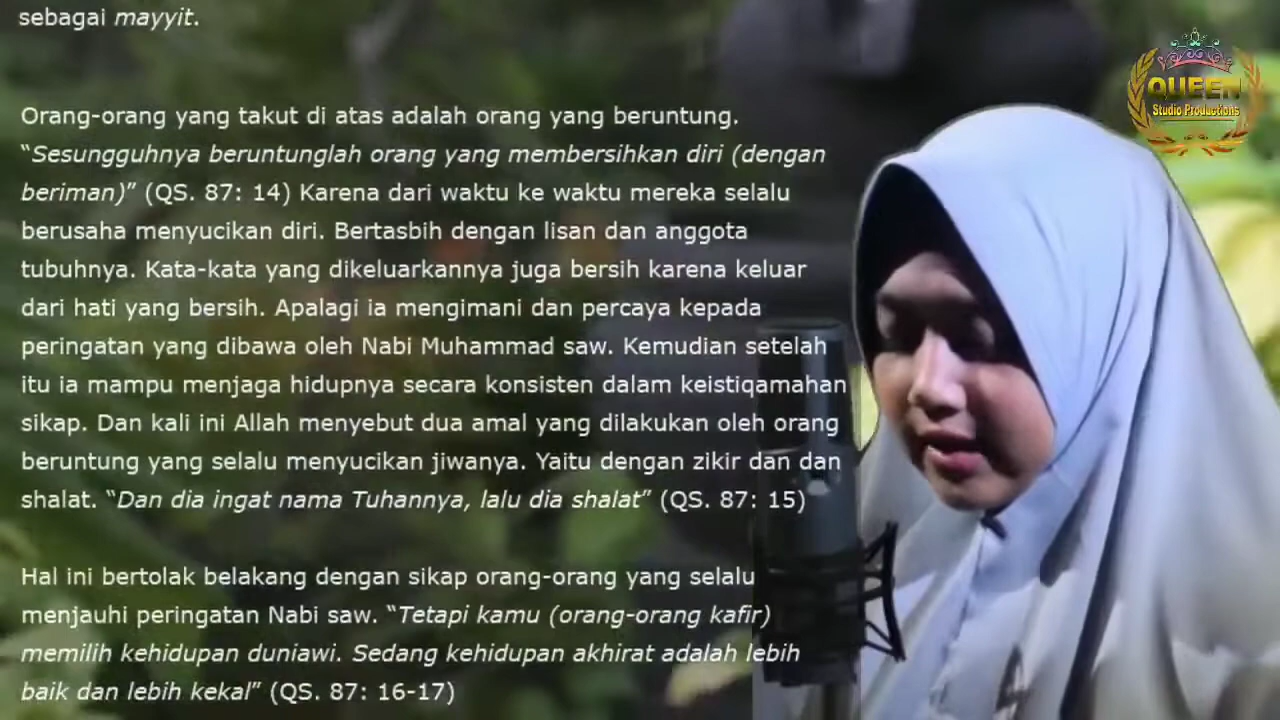 sebagai mayyit.
Orang-orang yang takut di atas adalah orang yang beruntung.
“Sesungguhnya beruntunglah orang yang membersihkan diri (dengan
beriman)” (QS. 87: 14) Karena dari waktu ke waktu mereka selalu
berusaha menyucikan diri. Bertasbih dengan lisan dan anggota
tubuhnya. Kata-kata yang dikeluarkannya juga bersih karena keluar
dari hati yang bersih. Apalagi ia mengimani dan percaya kepada
peringatan yang dibawa oleh Nabi Muhammad saw. Kemudian setelah
itu ia mampu menjaga hidupnya secara konsisten dalam keistiqamahan
sikap. Dan kali ini Allah menyebut dua amal yang dilakukan oleh orang
beruntung yang selalu menyucikan jiwanya. Yaitu dengan zikir dan dan
shalat. “Dan dia ingat nama Tuhannya, lalu dia shalat” (QS. 87: 15)
Hal ini bertolak belakang dengan sikap orang-orang yang selalu
menjauhi peringatan Nabi saw. “Tetapi kamu (orang-orang kafir)
memilih kehidupan duniawi. Sedang kehidupan akhirat adalah lebih
baik dan lebih kekal” (QS. 87: 16-17)
QUEEN
Studio Productions